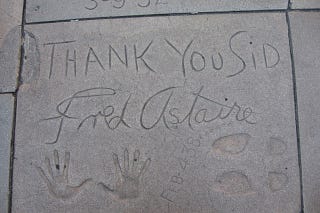 THANK YOU SID
Fred Astaire